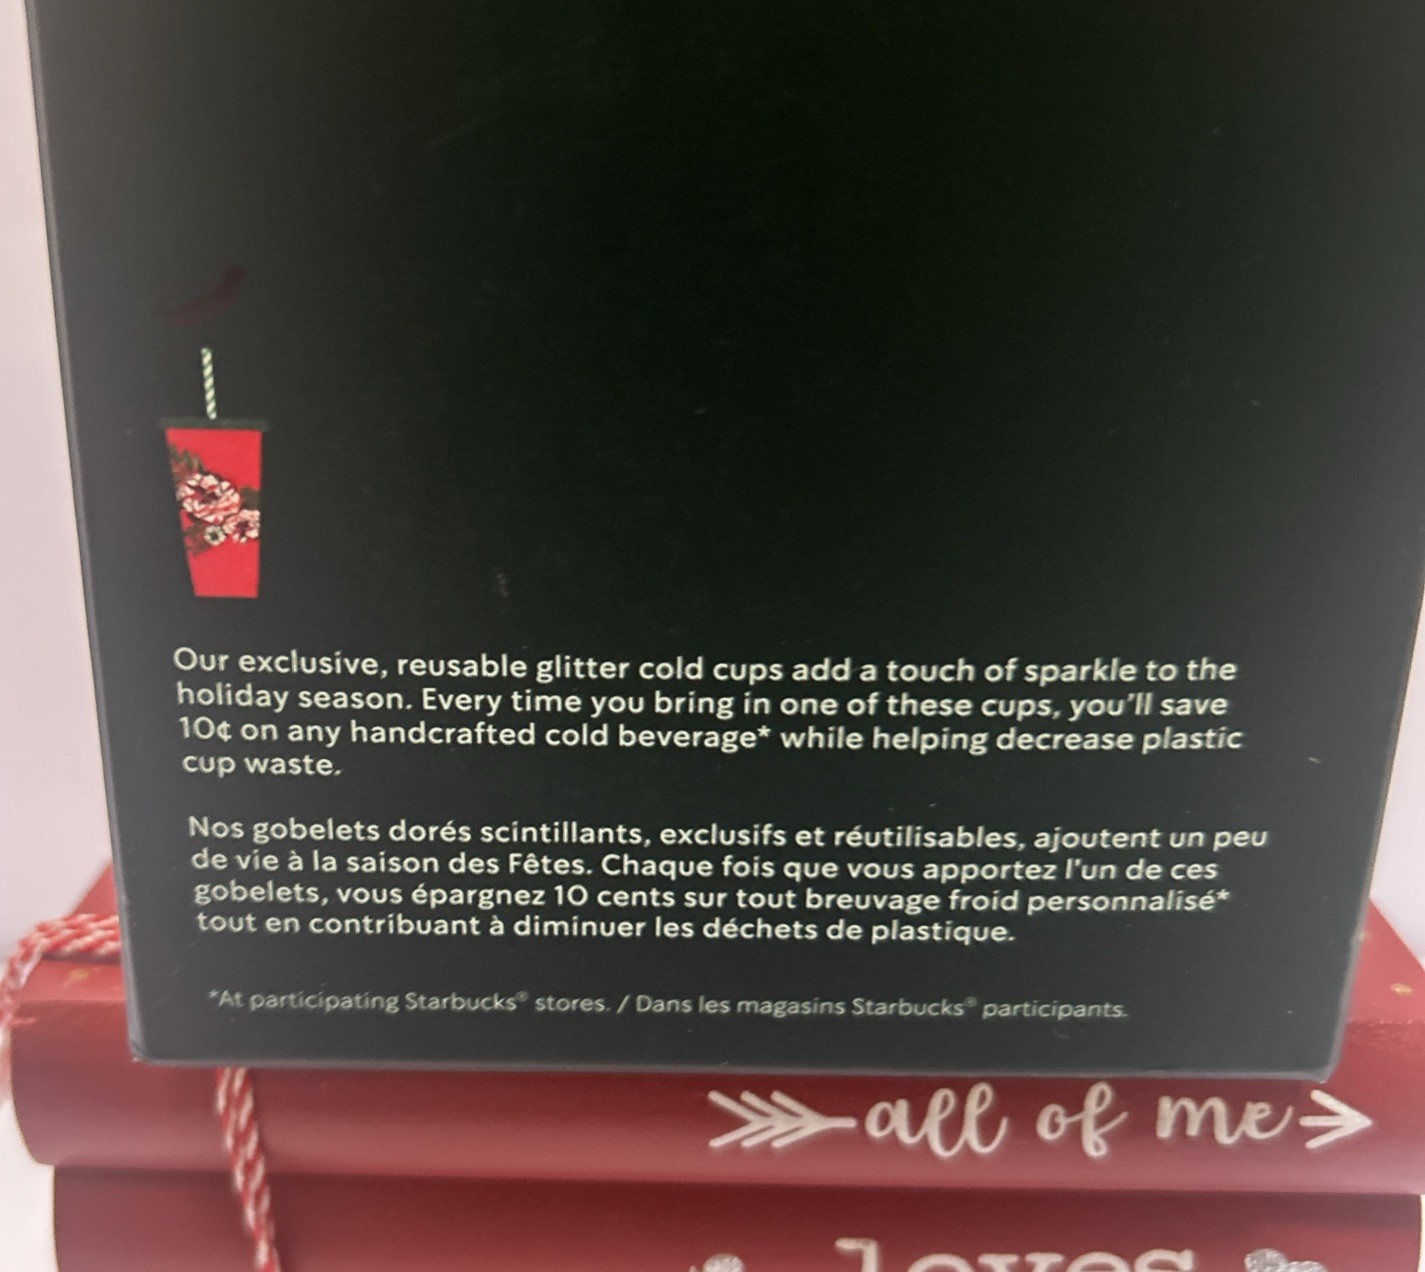 Our exclusive, reusable glitter cold cups add a touch of sparkle to the
holiday season. Every time you bring in one of these cups, you'll save
10¢ on any handcrafted cold beverage* while helping decrease plastic
cup waste.
Nos gobelets dorés scintillants, exclusifs et réutilisables, ajoutent un peu
de vie à la saison des Fêtes. Chaque fois que vous apportez l'un de ces
gobelets, vous épargnez 10 cents sur tout breuvage froid personnalisé*
tout en contribuant à diminuer les déchets de plastique.
*At participating Starbucks® stores. / Dans les magasins Starbucks® participants.
all of me
loves